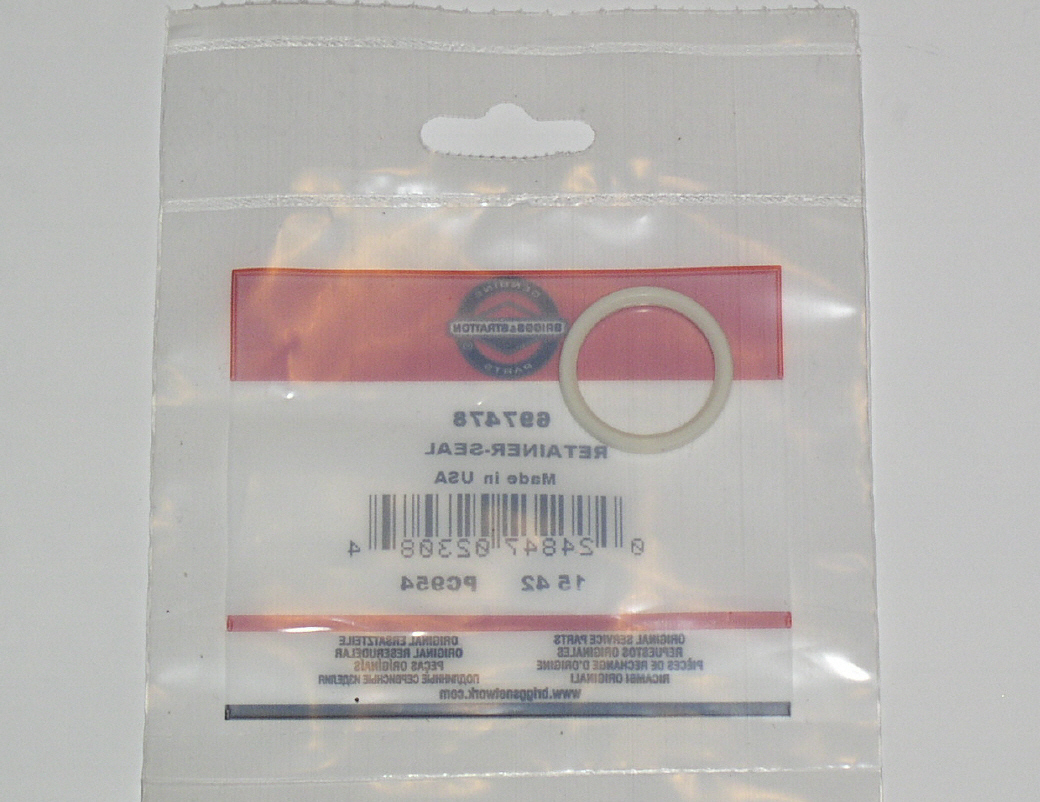 GENUINE
BRIGGS&STRATTON
PARTS
697478
RETAINER-SEAL
Made in USA
0 24847 02308 4
15 42 PC954
ORIGINAL SERVICE PARTS ORIGINAL ERSATZTEILE
REPUESTOS ORIGINALES ORIGINAL RESERVDELAR
PIÈCES DE RECHANGE D'ORIGINE PEÇAS ORIGINAIS
RICAMBI ORIGINALI ПОДЛИННЫЕ СЕРВИСНЫЕ ИЗДЕЛИЯ
www.briggsnetwork.com